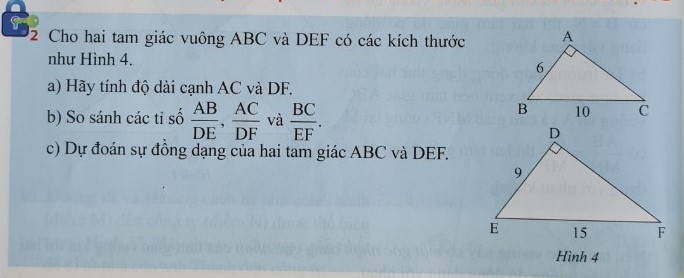 2 Cho hai tam giác vuông ABC và DEF có các kích thước
như Hình 4.
a) Hãy tính độ dài cạnh AC và DF.
b) So sánh các tỉ số AB/DE, AC/DF và BC/EF.
c) Dự đoán sự đồng dạng của hai tam giác ABC và DEF.
A
6
B
10
C
D
9
E
15
F
Hình 4